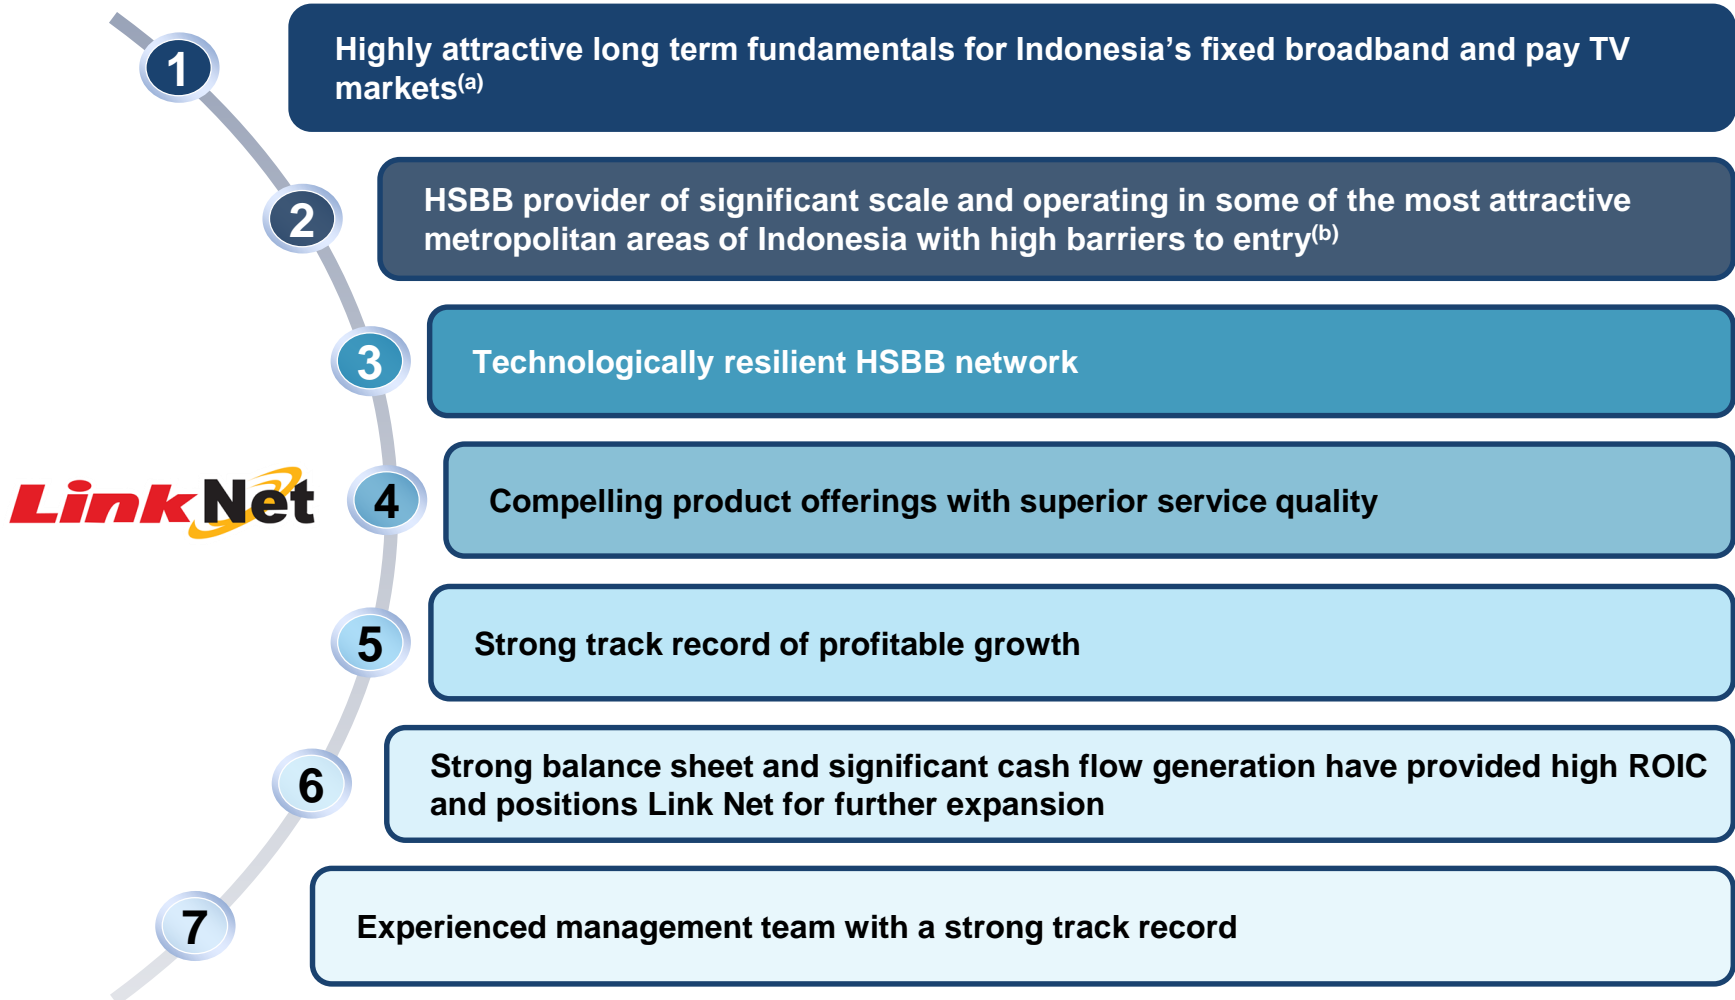 1
Highly attractive long term fundamentals for Indonesia’s fixed broadband and pay TV
markets(a)
2
HSBB provider of significant scale and operating in some of the most attractive
metropolitan areas of Indonesia with high barriers to entry(b)
3
Technologically resilient HSBB network
LinkNet
4
Compelling product offerings with superior service quality
5
Strong track record of profitable growth
6
Strong balance sheet and significant cash flow generation have provided high ROIC
and positions Link Net for further expansion
7
Experienced management team with a strong track record